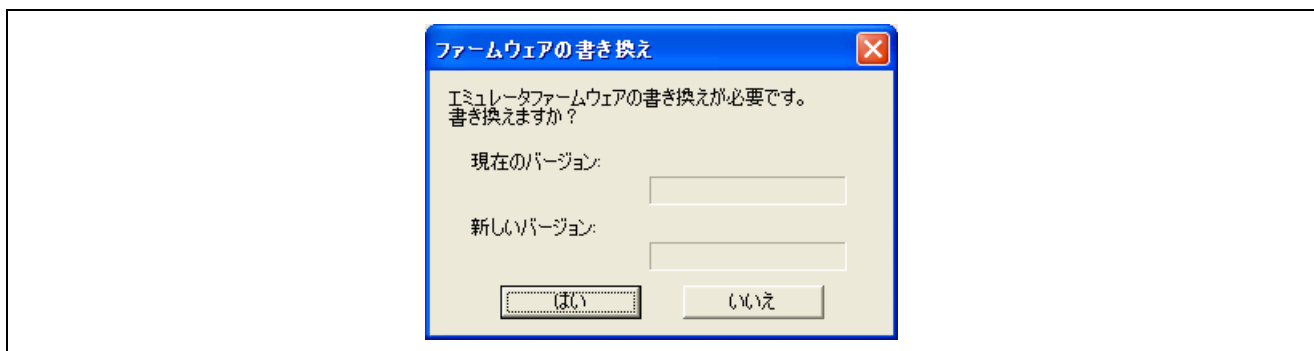 ファームウェアの書き換え
エミュレータファームウェアの書き換えが必要です。
書き換えますか？
現在のバージョン:
新しいバージョン:
はい いいえ